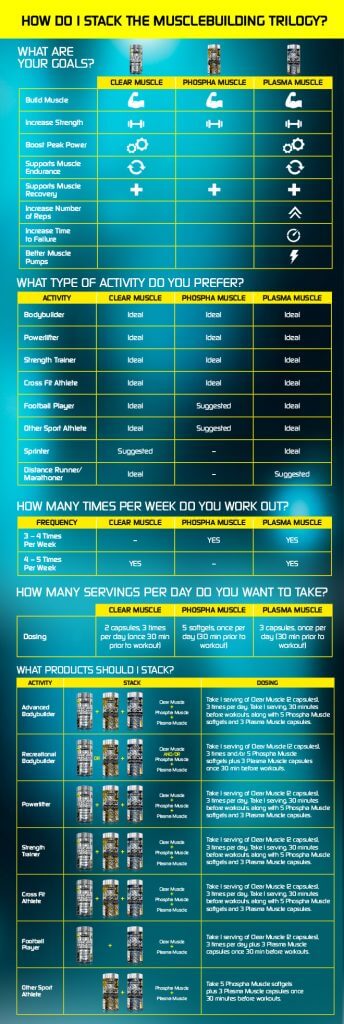 HOW DO I STACK THE MUSCLEBUILDING TRILOGY?
WHAT ARE
YOUR GOALS?
CLEAR MUSCLE PHOSPHA MUSCLE PLASMA MUSCLE
Build Muscle
Increase Strength
Boost Peak Power
Supports Muscle
Endurance
Supports Muscle
Recovery
Increase Number
of Reps
Increase Time
to Failure
Better Muscle
Pumps
WHAT TYPE OF ACTIVITY DO YOU PREFER?
ACTIVITY CLEAR MUSCLE PHOSPHA MUSCLE PLASMA MUSCLE
Bodybuilder Ideal Ideal Ideal
Powerlifter Ideal Ideal Ideal
Strength Trainer Ideal Ideal Ideal
Cross Fit Athlete Ideal Ideal Ideal
Football Player Ideal Suggested Ideal
Other Sport Athlete Ideal Suggested Ideal
Sprinter Suggested – Ideal
Distance Runner/
Marathoner Ideal – Suggested
HOW MANY TIMES PER WEEK DO YOU WORK OUT?
FREQUENCY CLEAR MUSCLE PHOSPHA MUSCLE PLASMA MUSCLE
3 – 4 Times
Per Week – YES YES
4 – 5 Times
Per Week YES – –
HOW MANY SERVINGS PER DAY DO YOU WANT TO TAKE?
CLEAR MUSCLE PHOSPHA MUSCLE PLASMA MUSCLE
Dosing
2 capsules, 3 times
per day (once 30 min
prior to workout)
5 softgels, once per
day (30 min prior to
workout)
3 capsules, once per
day (30 min prior to
workout)
WHAT PRODUCTS SHOULD I STACK?
ACTIVITY STACK DOSING
Advanced
Bodybuilder
+ +
Clear Muscle
+
Phospha Muscle
+
Plasma Muscle
Take 1 serving of Clear Muscle (2 capsules),
3 times per day. Take 1 serving, 30 minutes
before workouts, along with 5 Phospha Muscle
softgels and 3 Plasma Muscle capsules.
Recreational
Bodybuilder
OR +
Clear Muscle
AND/OR
Phospha Muscle
+
Plasma Muscle
Take 1 serving of Clear Muscle (2 capsules),
3 times and/or 5 Phospha Muscle
softgels plus 3 Plasma Muscle capsules
once 30 min before workouts.
Powerlifter
+ +
Clear Muscle
+
Phospha Muscle
+
Plasma Muscle
Take 1 serving of Clear Muscle (2 capsules),
3 times per day. Take 1 serving, 30 minutes
before workouts, along with 5 Phospha Muscle
softgels and 3 Plasma Muscle capsules.
Strength
Trainer
+ +
Clear Muscle
+
Phospha Muscle
+
Plasma Muscle
Take 1 serving of Clear Muscle (2 capsules),
3 times per day. Take 1 serving, 30 minutes
before workouts, along with 5 Phospha Muscle
softgels and 3 Plasma Muscle capsules.
Cross Fit
Athlete
+ +
Clear Muscle
+
Phospha Muscle
+
Plasma Muscle
Take 1 serving of Clear Muscle (2 capsules),
3 times per day. Take 1 serving, 30 minutes
before workouts, along with 5 Phospha Muscle
softgels and 3 Plasma Muscle capsules.
Football
Player
+
Clear Muscle
+
Plasma Muscle
Take 1 serving of Clear Muscle (2 capsules),
3 times per day plus 3 Plasma Muscle
capsules once 30 min before workouts.
Other Sport
Athlete
+
Phospha Muscle
+
Plasma Muscle
Take 5 Phospha Muscle softgels
plus 3 Plasma Muscle capsules once
30 minutes before workouts.